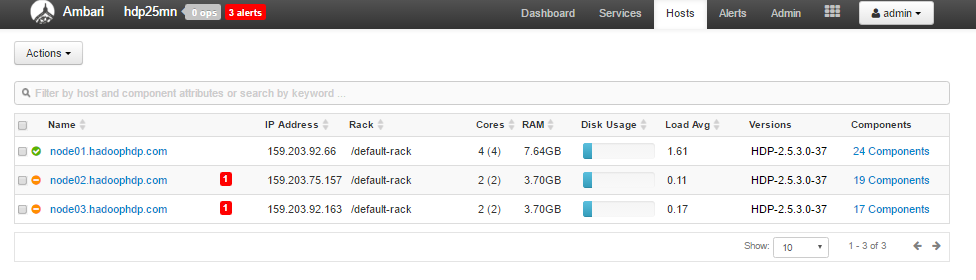 Ambari hdp25mn 0 ops 3 alerts Dashboard Services Hosts Alerts Admin admin
Actions
Filter by host and component attributes or search by keyword ...
Name IP Address Rack Cores RAM Disk Usage Load Avg Versions Components
node01.hadoophdp.com 159.203.92.66 /default-rack 4 (4) 7.64GB 1.61 HDP-2.5.3.0-37 24 Components
node02.hadoophdp.com 1 159.203.75.157 /default-rack 2 (2) 3.70GB 0.11 HDP-2.5.3.0-37 19 Components
node03.hadoophdp.com 1 159.203.92.163 /default-rack 2 (2) 3.70GB 0.17 HDP-2.5.3.0-37 17 Components
Show: 10 1 - 3 of 3